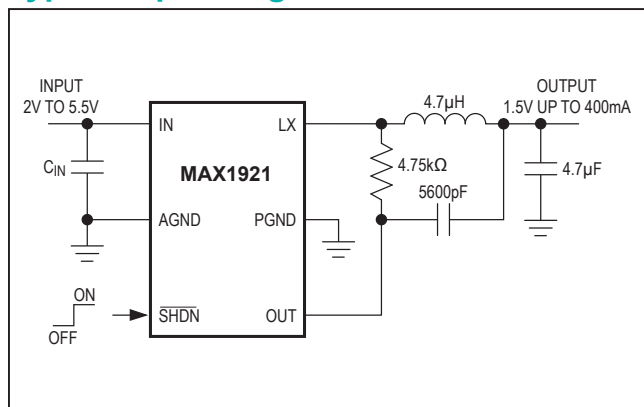 INPUT
2V TO 5.5V
OUTPUT
1.5V UP TO 400mA
4.7µH
IN
LX
CIN
MAX1921
4.75kΩ
4.7µF
5600pF
AGND
PGND
ON
OFF
SHDN
OUT